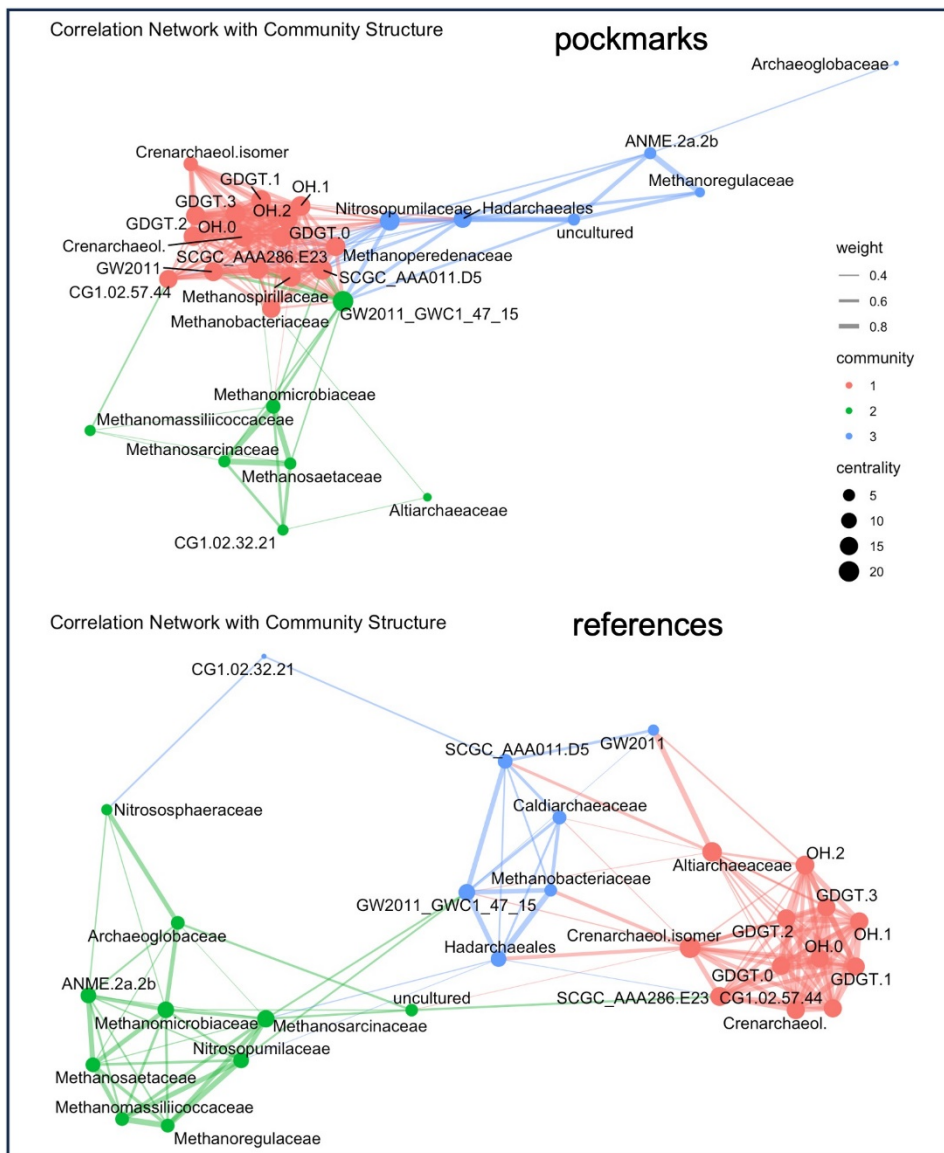 Correlation Network with Community Structure
pockmarks
Archaeoglobaceae
ANME.2a.2b
Crenarchaeol.isomer
GDGT.1
OH.1
Methanoregulaceae
GDGT.3
OH.2
Nitrosopumilaceae
Hadarchaeales
GDGT.2
OH.0
GDGT.0
uncultured
Crenarchaeol.
Methanoperedenaceae
SCGC_AAA286.E23
GW2011
SCGC_AAA011.D5
CG1.02.57.44
Methanospirillaceae
GW2011_GWC1_47_15
Methanobacteriaceae
Methanomicrobiaceae
Methanomassiliicoccaceae
Methanosarcinaceae
Methanosaetaceae
Altiarchaeaceae
CG1.02.32.21
weight
0.4
0.6
0.8
community
1
2
3
centrality
5
10
15
20
Correlation Network with Community Structure
references
CG1.02.32.21
SCGC_AAA011.D5
GW2011
Nitrososphaeraceae
Caldiarchaeaceae
OH.2
Altiarchaeaceae
Methanobacteriaceae
GDGT.3
GW2011_GWC1_47_15
GDGT.2
OH.1
Archaeoglobaceae
Hadarchaeales
Crenarchaeol.isomer
OH.0
GDGT.0
GDGT.1
ANME.2a.2b
uncultured
SCGC_AAA286.E23
CG1.02.57.44
Methanomicrobiaceae
Methanosarcinaceae
Crenarchaeol.
Nitrosopumilaceae
Methanosaetaceae
Methanomassiliicoccaceae
Methanoregulaceae